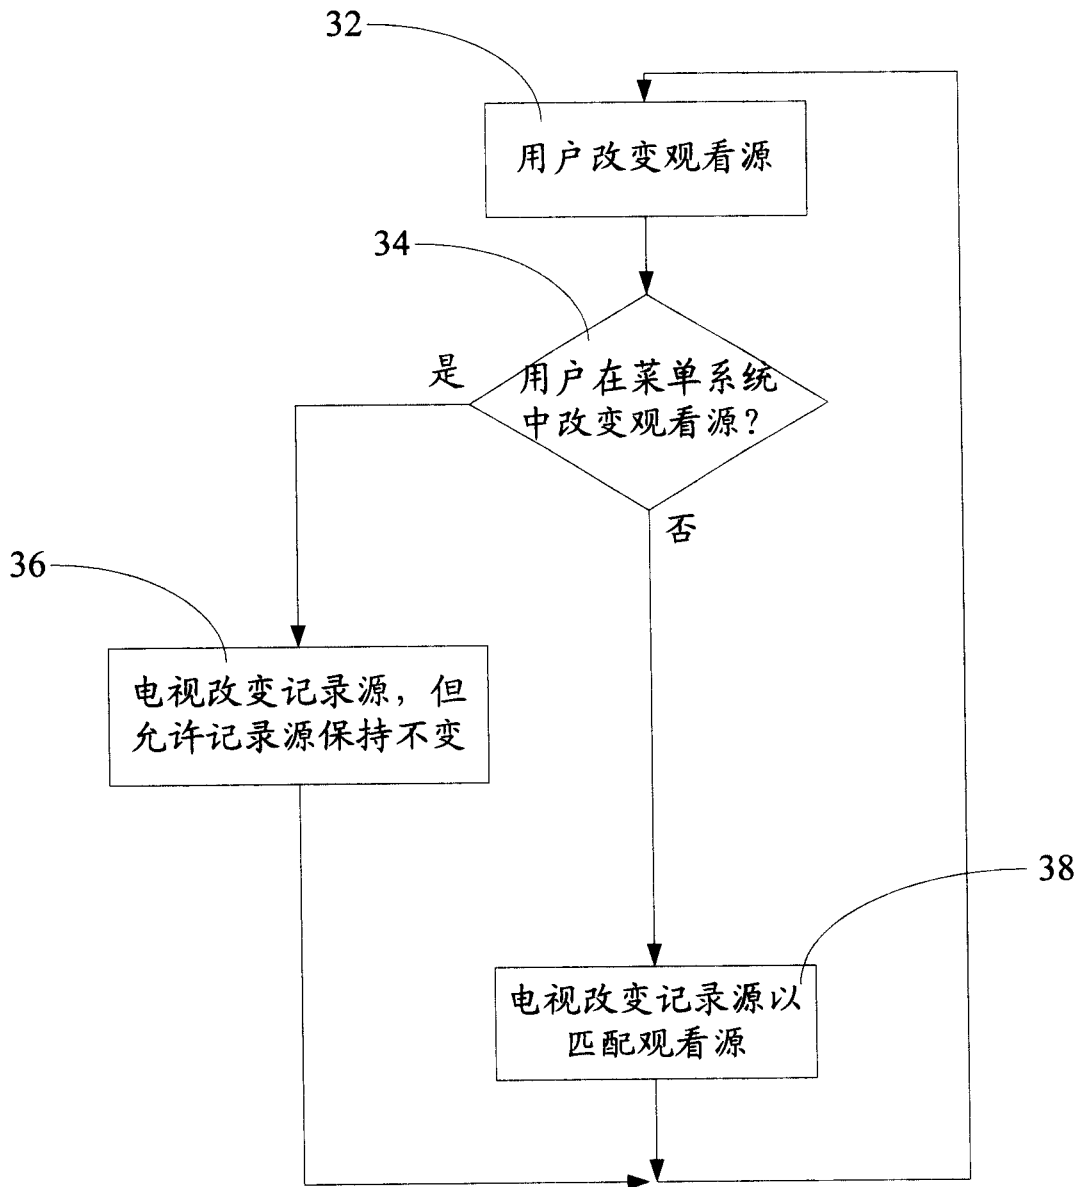 32
用户改变观看源
34
是
用户在菜单系统
中改变观看源?
否
36
电视改变记录源，但
允许记录源保持不变
38
电视改变记录源以
匹配观看源